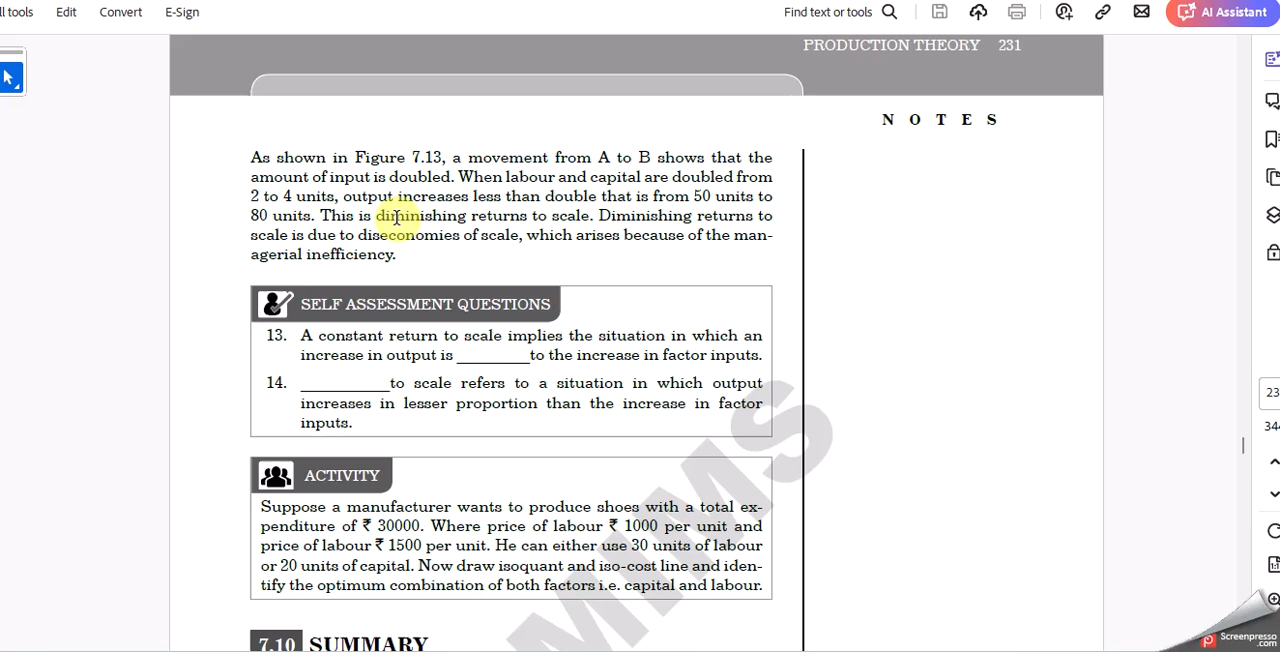 ll tools Edit Convert E-Sign Find text or tools AI Assistant
PRODUCTION THEORY 231
N O T E S
As shown in Figure 7.13, a movement from A to B shows that the
amount of input is doubled. When labour and capital are doubled from
2 to 4 units, output increases less than double that is from 50 units to
80 units. This is diminishing returns to scale. Diminishing returns to
scale is due to diseconomies of scale, which arises because of the man-
agerial inefficiency.
SELF ASSESSMENT QUESTIONS
13. A constant return to scale implies the situation in which an
increase in output is _________to the increase in factor inputs.
14. ___________to scale refers to a situation in which output
increases in lesser proportion than the increase in factor
inputs.
ACTIVITY
Suppose a manufacturer wants to produce shoes with a total ex-
penditure of ₹ 30000. Where price of labour ₹ 1000 per unit and
price of labour ₹ 1500 per unit. He can either use 30 units of labour
or 20 units of capital. Now draw isoquant and iso-cost line and iden-
tify the optimum combination of both factors i.e. capital and labour.
7.10 SUMMARY
MIMS
23
344
Screenpresso
.com